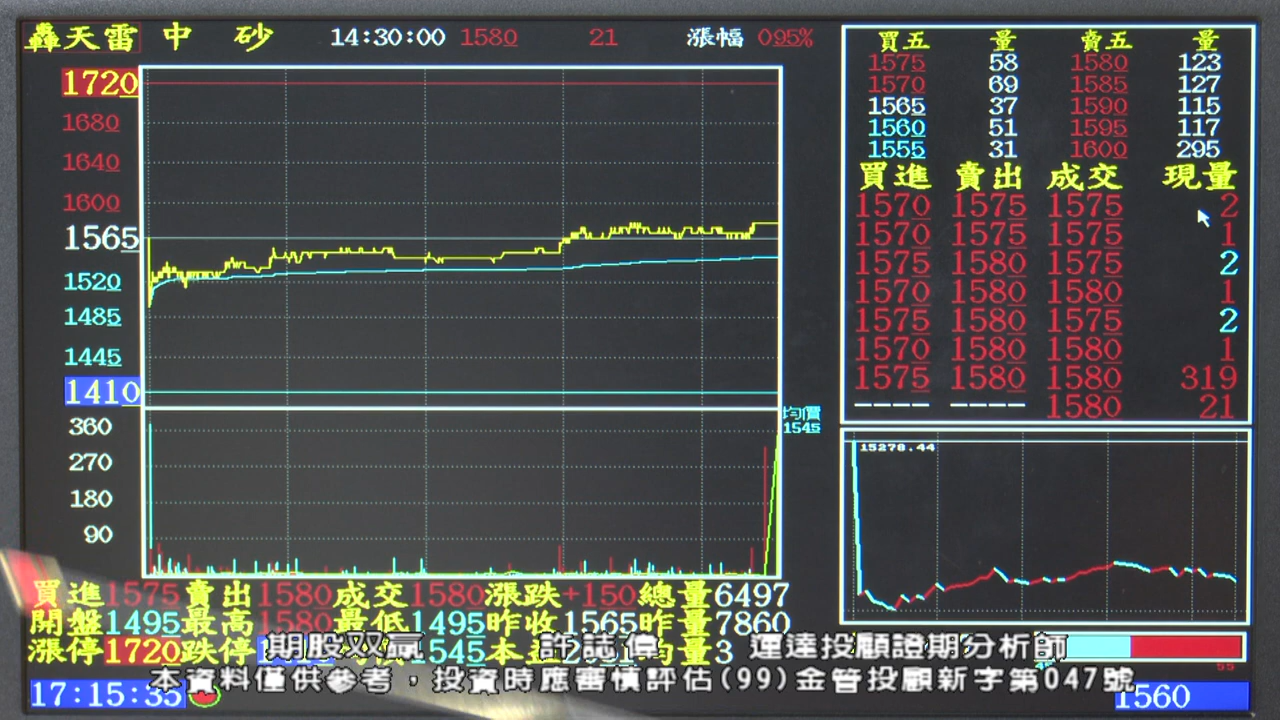 轟天雷 中 砂 14:30:00 1580 21 漲幅 0.95%
1720
1680
1640
1600
1565
1520
1485
1445
1410
360
270
180
90
均價
1545
買五 量 賣五 量
1575 58 1580 123
1570 69 1585 127
1565 37 1590 115
1560 51 1595 117
1555 31 1600 295
買進 賣出 成交 現量
1570 1575 1575 2
1570 1575 1575 1
1575 1580 1575 2
1570 1580 1580 1
1575 1580 1575 2
1570 1580 1580 1
1575 1580 1580 319
---- ---- 1580 21
15278.44
買進1575賣出1580成交1580漲跌+150總量6497
開盤1495最高1580最低1495昨收1565昨量7860
漲停1720跌停 1545本 均量3
期股双贏 許誌偉 運達投顧證期分析師
本資料僅供參考，投資時應審慎評估(99)金管投顧新字第047號
17:15:35
55
1560